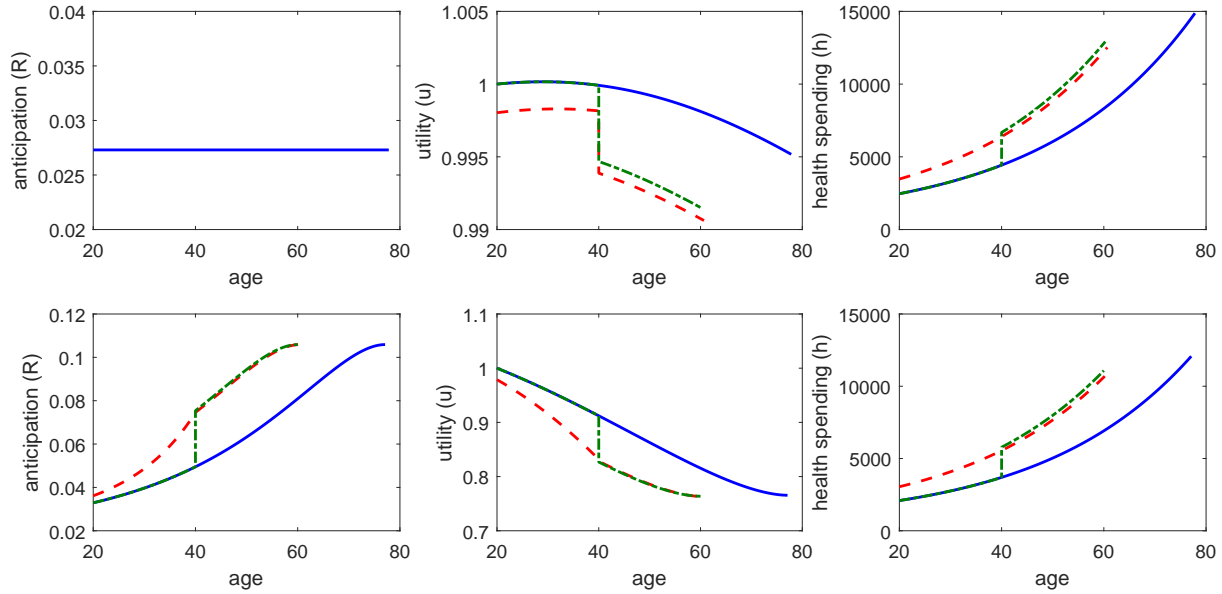 anticipation (R)
0.04
0.035
0.03
0.025
0.02
20 40 60 80
age
utility (u)
1.005
1
0.995
0.99
20 40 60 80
age
health spending (h)
15000
10000
5000
0
20 40 60 80
age
anticipation (R)
0.12
0.1
0.08
0.06
0.04
0.02
20 40 60 80
age
utility (u)
1.1
1
0.9
0.8
0.7
20 40 60 80
age
health spending (h)
15000
10000
5000
0
20 40 60 80
age